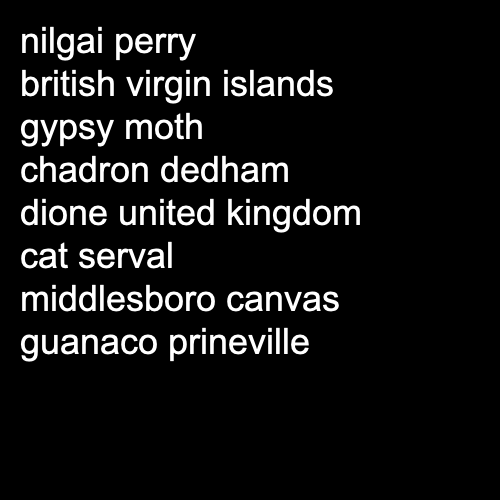 nilgai perry
british virgin islands
gypsy moth
chadron dedham
dione united kingdom
cat serval
middlesboro canvas
guanaco prineville